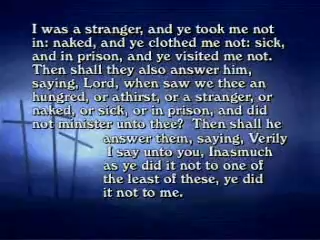 I was a stranger, and ye took me not
in: naked, and ye clothed me not: sick,
and in prison, and ye visited me not.
Then shall they also answer him,
saying, Lord, when saw we thee an
hungred, or athirst, or a stranger, or
naked, or sick, or in prison, and did
not minister unto thee? Then shall he
answer them, saying, Verily
I say unto you, Inasmuch
as ye did it not to one of
the least of these, ye did
it not to me.